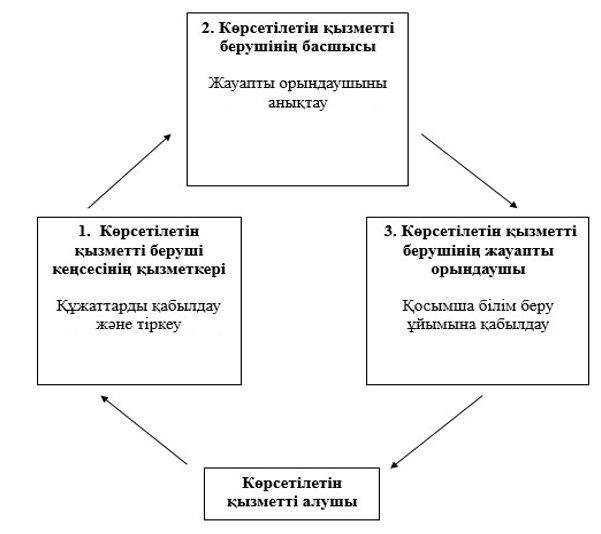 2. Көрсетілетін қызметті
берушінің басшысы
Жауапты орындаушыны
анықтау
1. Көрсетілетін
қызметті беруші
кеңсесінің қызметкері
Құжаттарды қабылдау
және тіркеу
3. Көрсетілетін қызметті
берушінің жауапты
орындаушы
Қосымша білім беру
ұйымына қабылдау
Көрсетілетін
қызметті алушы